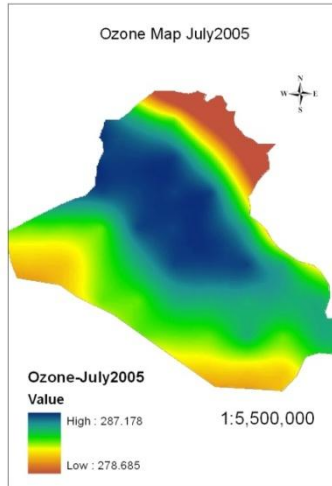 Ozone Map July2005
N
W E
S
Ozone-July2005
Value
High : 287.178
1:5,500,000
Low : 278.685